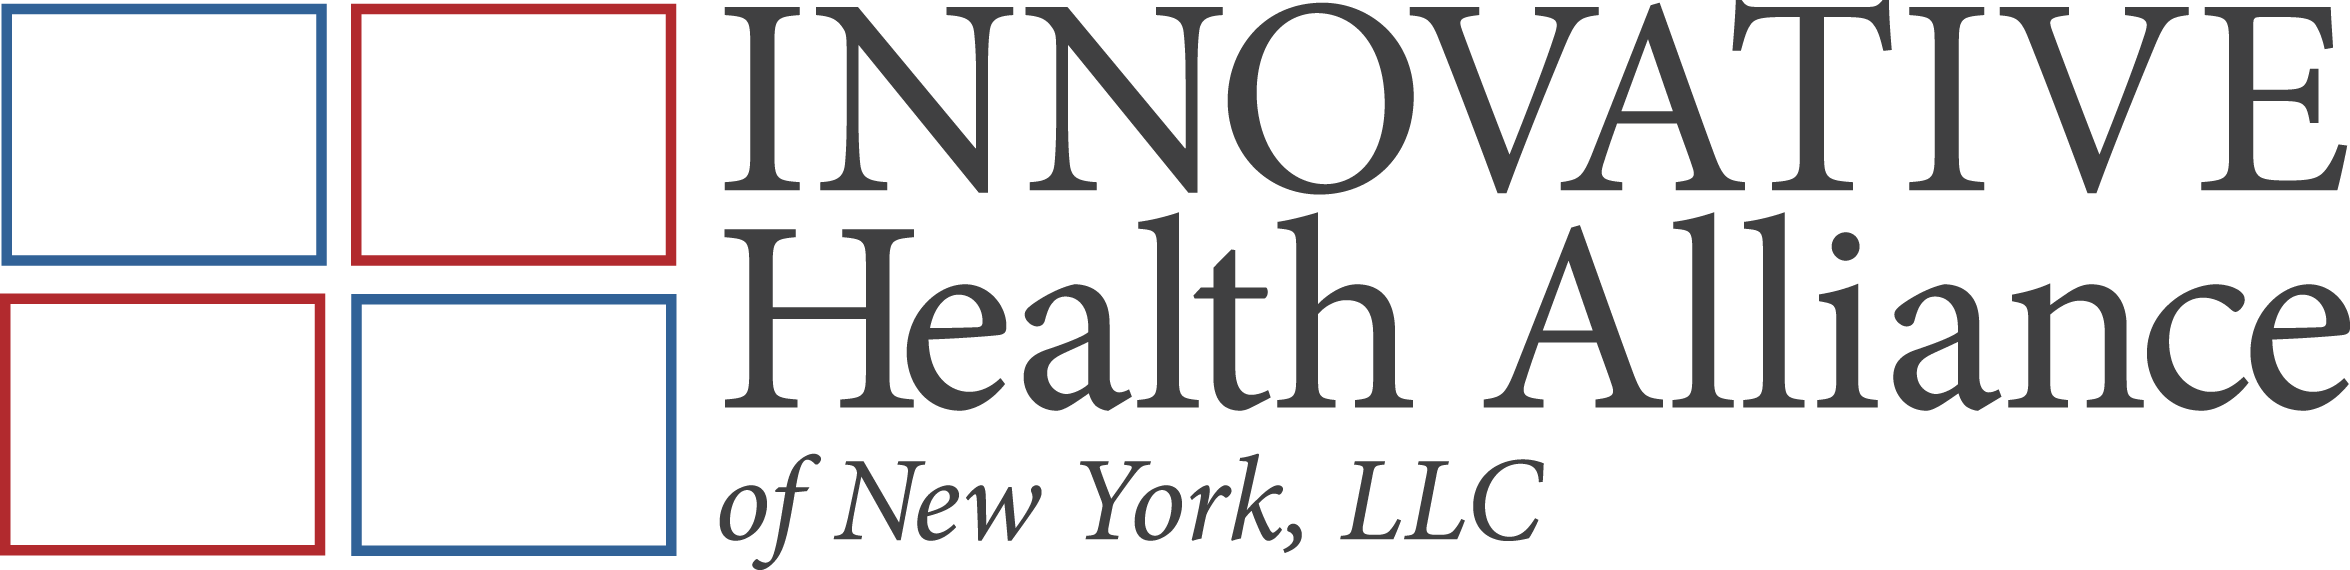 INNOVATIVE
Health Alliance
of New York, LLC